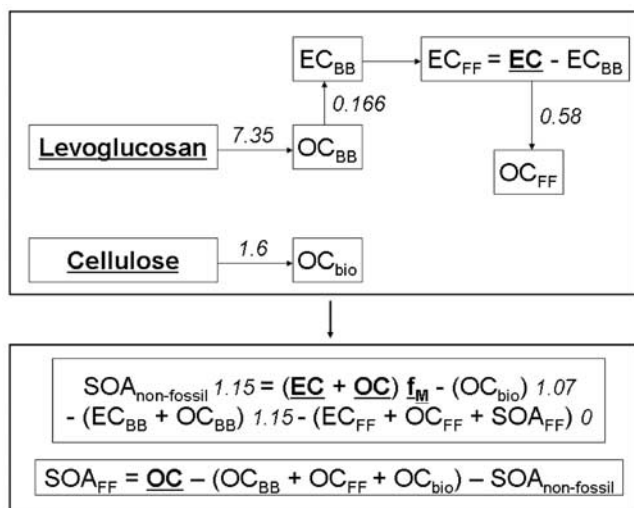 EC_BB
EC_FF = EC - EC_BB
0.166
0.58
Levoglucosan
7.35
OC_BB
OC_FF
Cellulose
1.6
OC_bio
SOA_non-fossil 1.15 = (EC + OC) f_M - (OC_bio) 1.07
- (EC_BB + OC_BB) 1.15 - (EC_FF + OC_FF + SOA_FF) 0
SOA_FF = OC – (OC_BB + OC_FF + OC_bio) – SOA_non-fossil